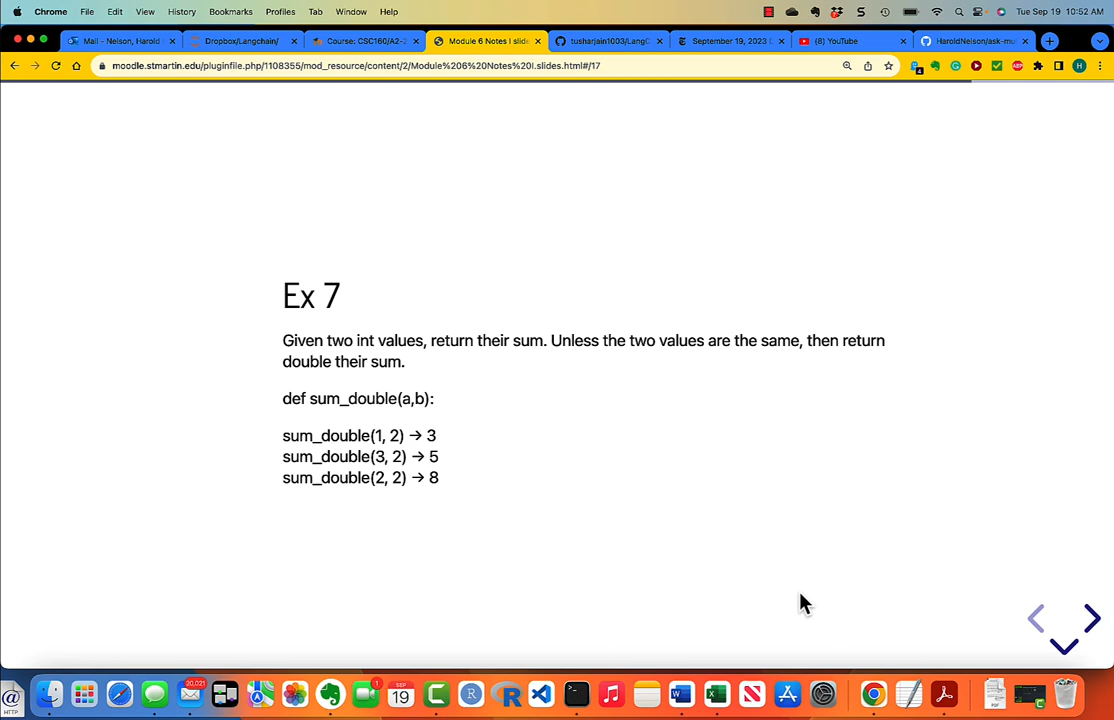 Chrome File Edit View History Bookmarks Profiles Tab Window Help Tue Sep 19 10:52 AM
Mail - Nelson, Harold Dropbox/Langchain/ Course: CSC160/A2-2 Module 6 Notes I slide tusharjain1003/LangC September 19, 2023 D (8) YouTube HaroldNelson/ask-mu
moodle.stmartin.edu/pluginfile.php/1108355/mod_resource/content/2/Module%206%20Notes%20I.slides.html#/17
Ex 7
Given two int values, return their sum. Unless the two values are the same, then return
double their sum.
def sum_double(a,b):
sum_double(1, 2) → 3
sum_double(3, 2) → 5
sum_double(2, 2) → 8
20,021
SEP
19
1
HTTP